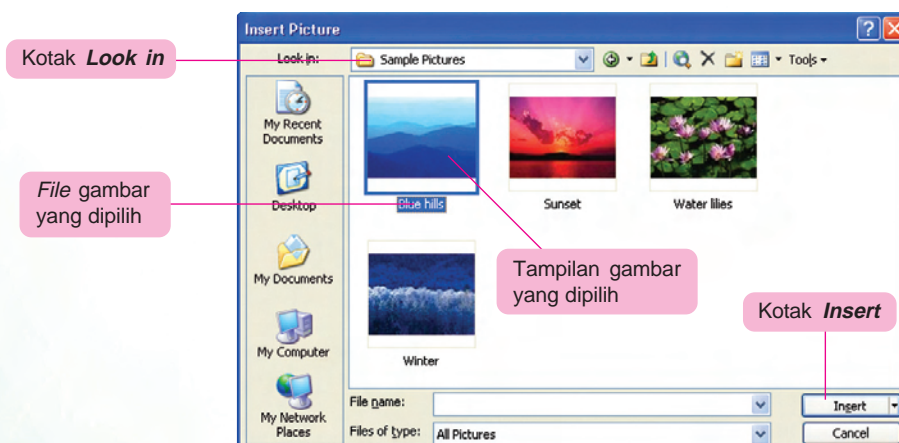 Insert Picture
Kotak Look in
Look in:
Sample Pictures
Tools
My Recent
Documents
File gambar
yang dipilih
Desktop
Blue hills
Sunset
Water lilies
Tampilan gambar
yang dipilih
My Documents
Kotak Insert
My Computer
Winter
My Network
Places
File name:
Insert
Files of type:
All Pictures
Cancel